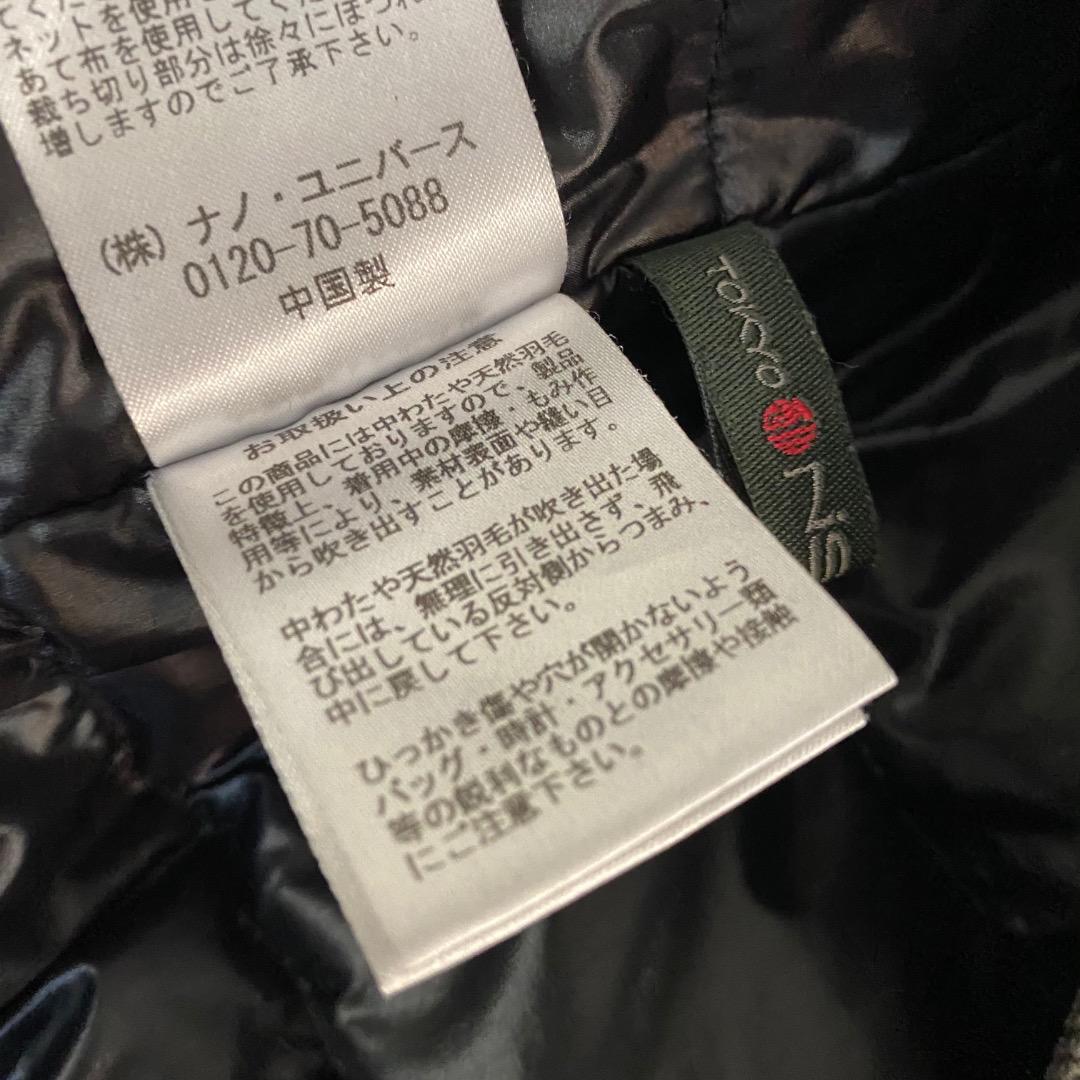 てくだ
ネットを使用
あて布を使用してくだ
裁ち切り部分は徐々にほつれ
増しますのでご了承下さい。
(株) ナノ・ユニバース
0120-70-5088
中国製
お取扱い上の注意
この商品には中わたや天然羽毛
を使用しておりますので、製品
特徴上、着用中の摩擦・もみ作
用等により、素材表面や縫い目
から吹き出すことがあります。
中わたや天然羽毛が吹き出た場
合には、無理に引き出さず、飛
び出している反対側からつまみ、
中に戻して下さい。
ひっかき傷や穴が開かないよう
バッグ・時計・アクセサリー類
等の鋭利なものとの摩擦や接触
にご注意下さい。
TOKYO